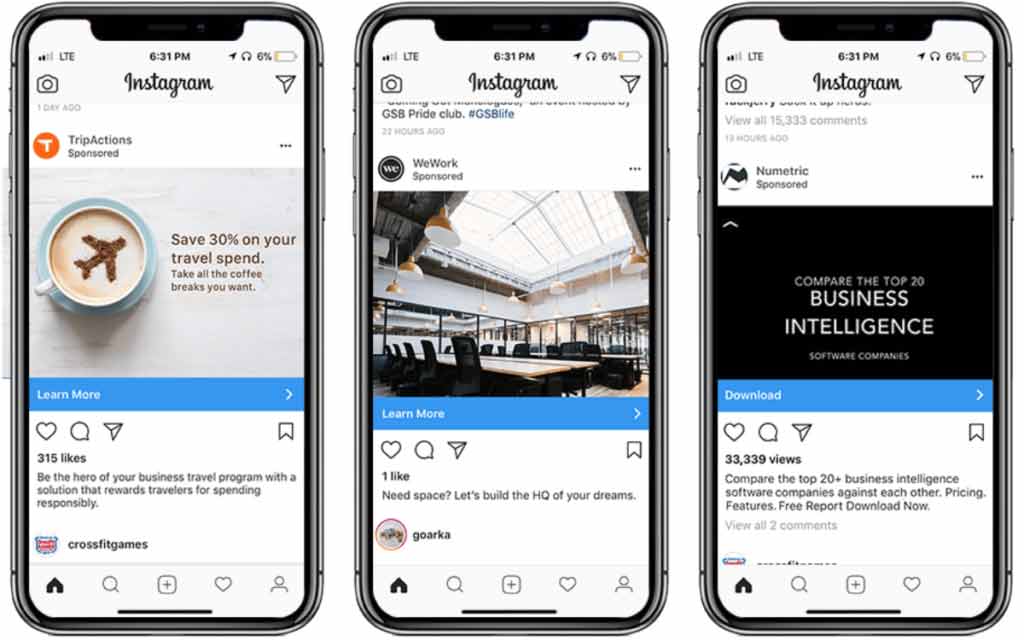 LTE 6:31 PM 6%
Instagram
1 DAY AGO
TripActions
Sponsored
Save 30% on your
travel spend.
Take all the coffee
breaks you want.
Learn More
315 likes
Be the hero of your business travel program with a
solution that rewards travelers for spending
responsibly.
crossfitgames
LTE 6:31 PM 6%
Instagram
"Coming Out Monologues," an event hosted by
GSB Pride club. #GSBlife
22 HOURS AGO
we
WeWork
Sponsored
Learn More
1 like
Need space? Let's build the HQ of your dreams.
goarka
LTE 6:31 PM 6%
Instagram
View all 15,333 comments
13 HOURS AGO
Numetric
Sponsored
COMPARE THE TOP 20
BUSINESS
INTELLIGENCE
SOFTWARE COMPANIES
Download
33,339 views
Compare the top 20+ business intelligence
software companies against each other. Pricing.
Features. Free Report Download Now.
View all 2 comments
crossfitgames